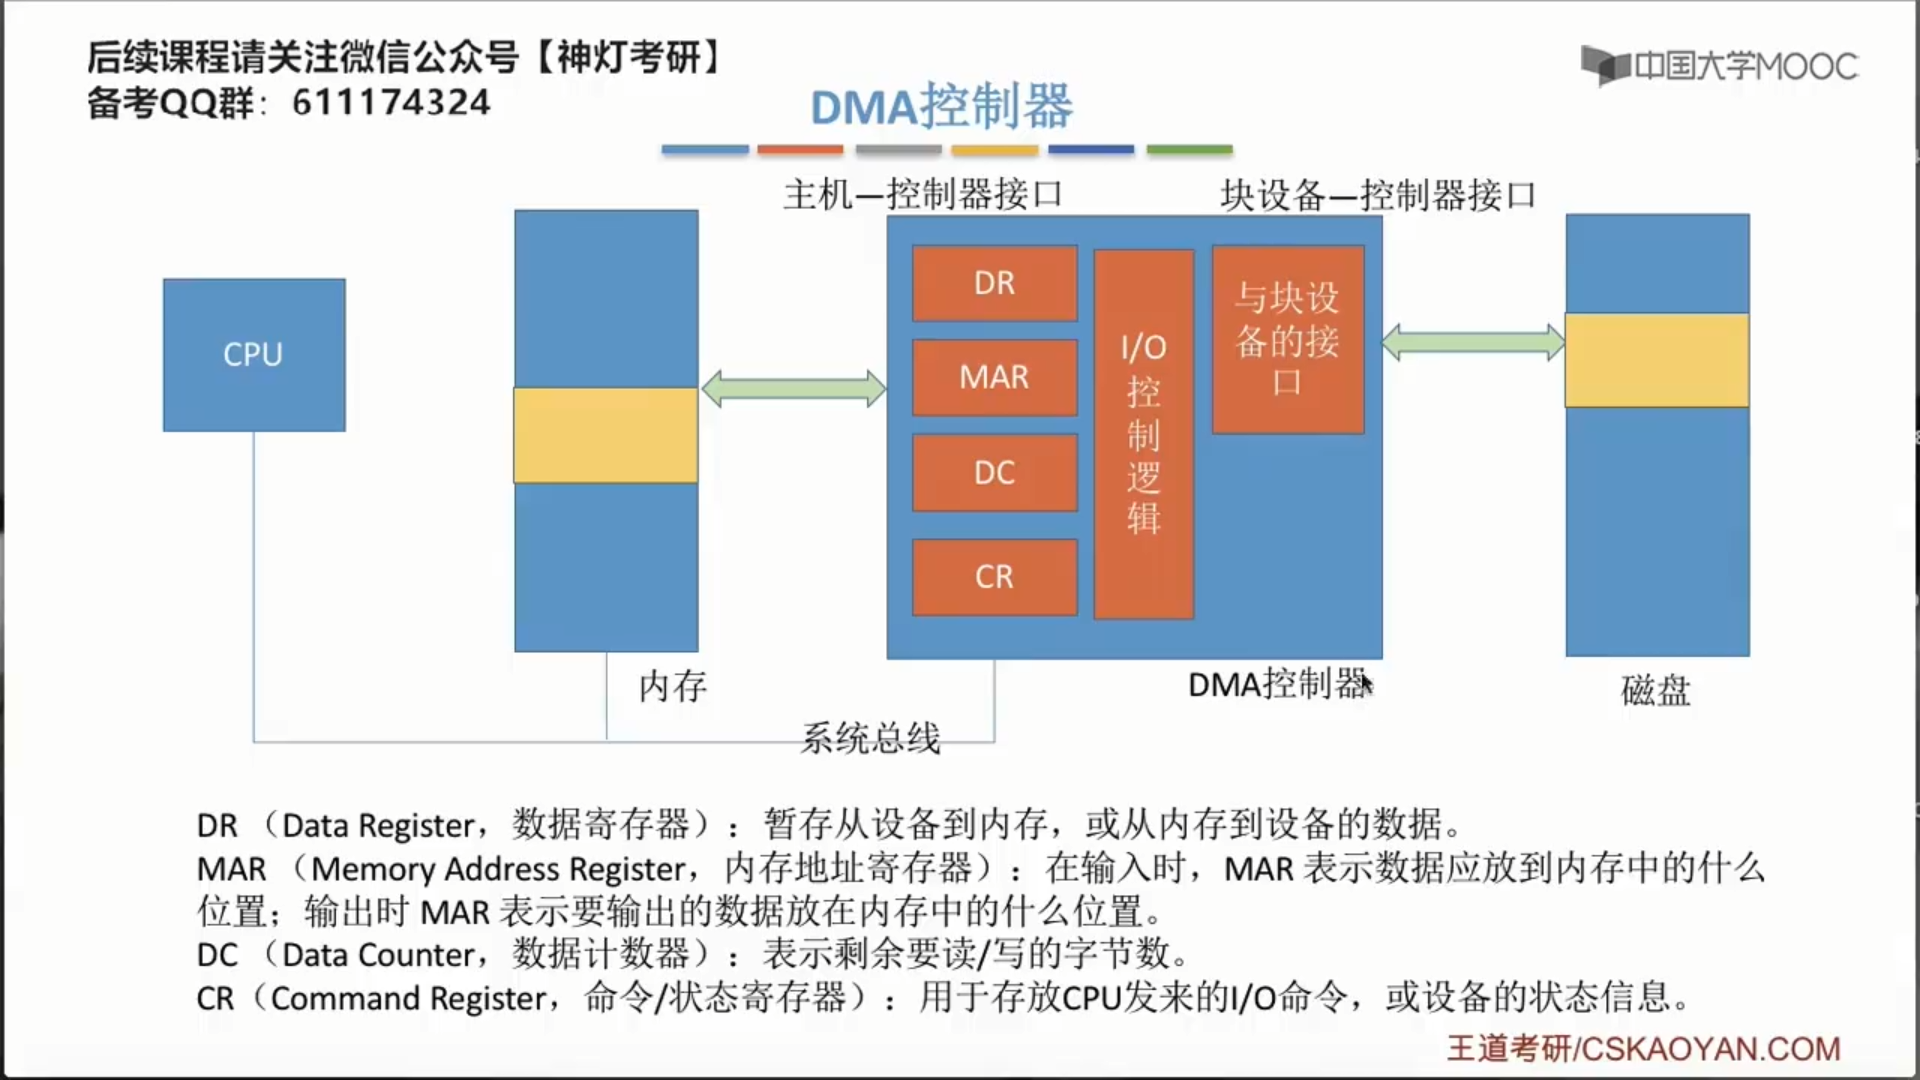 后续课程请关注微信公众号【神灯考研】
备考QQ群：611174324
中国大学MOOC
DMA控制器
主机—控制器接口
块设备—控制器接口
CPU
DR
MAR
DC
CR
I/O
控
制
逻
辑
与块设
备的接
口
内存
DMA控制器
磁盘
系统总线
DR （Data Register，数据寄存器）：暂存从设备到内存，或从内存到设备的数据。
MAR （Memory Address Register，内存地址寄存器）：在输入时，MAR 表示数据应放到内存中的什么
位置；输出时 MAR 表示要输出的数据放在内存中的什么位置。
DC （Data Counter，数据计数器）：表示剩余要读/写的字节数。
CR（Command Register，命令/状态寄存器）：用于存放CPU发来的I/O命令，或设备的状态信息。
王道考研/CSKAOYAN.COM